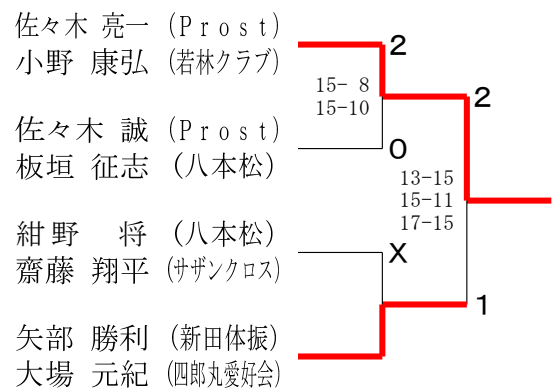 佐々木 亮一 (Prost)
小野 康弘 (若林クラブ)
2
15- 8
15-10
2
佐々木 誠 (Prost)
板垣 征志 (八本松)
0
13-15
15-11
17-15
紺野 将 (八本松)
齋藤 翔平 (サザンクロス)
X
1
矢部 勝利 (新田体振)
大場 元紀 (四郎丸愛好会)